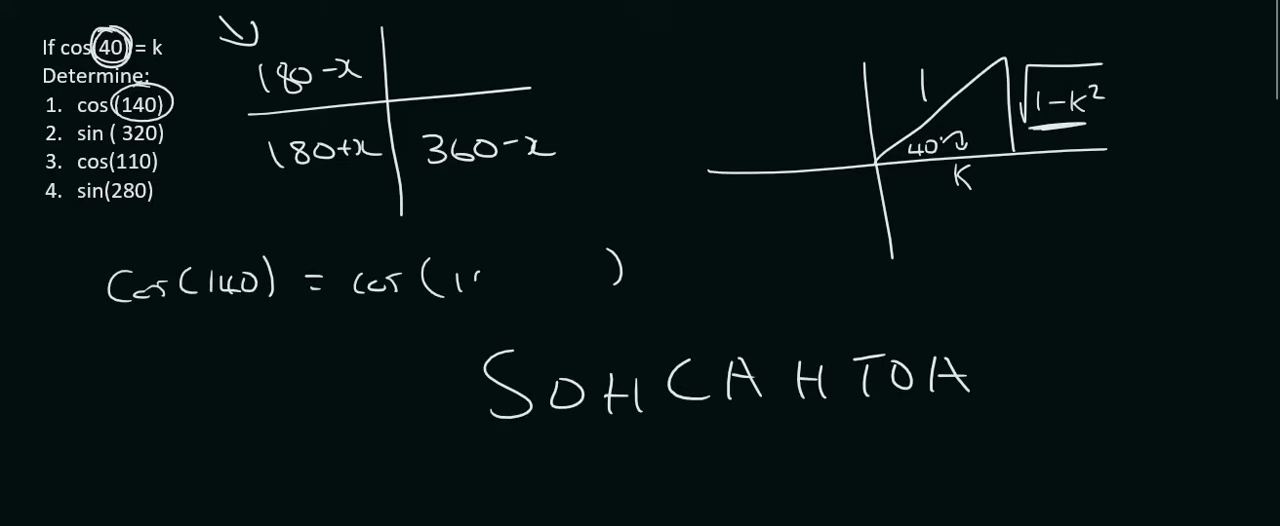 If cos(40) = k
Determine:
1. cos (140)
2. sin ( 320)
3. cos(110)
4. sin(280)
180-x
180+x 360-x
1
√1-k²
40°
K
Cos(140) = cos (1 )
SOHCAHTOA